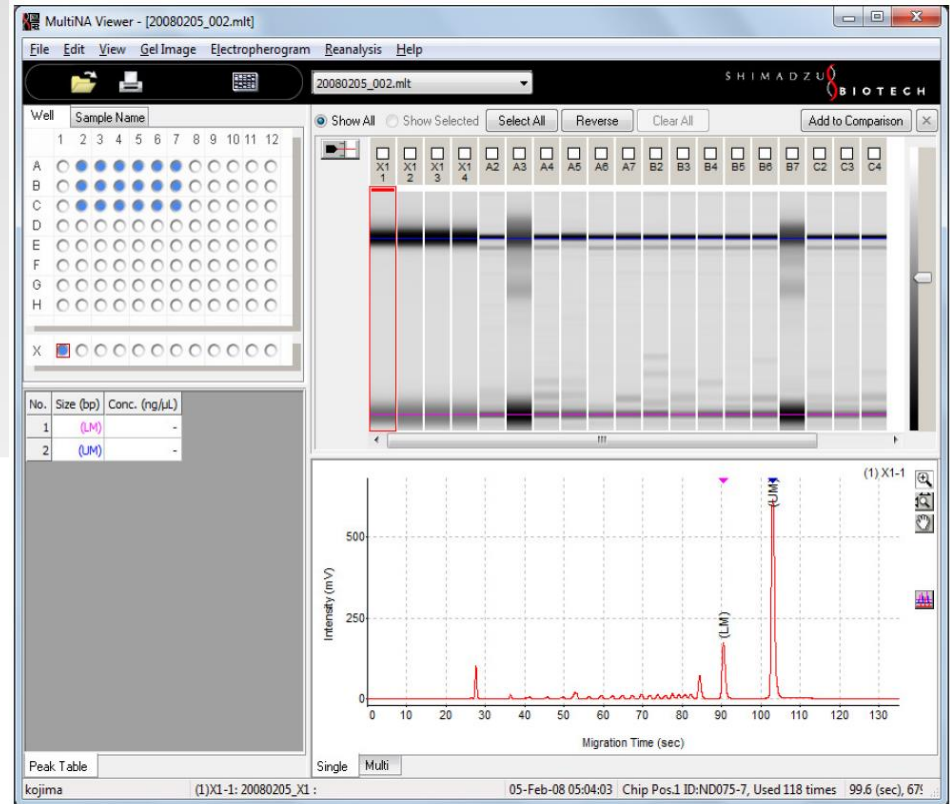 MultiNA Viewer - [20080205_002.mlt]
File Edit View Gel Image Electropherogram Reanalysis Help
20080205_002.mlt
SHIMADZU
BIOTECH
Well Sample Name
Show All Show Selected Select All Reverse Clear All Add to Comparison
1 2 3 4 5 6 7 8 9 10 11 12
A
B
C
D
E
F
G
H
X
X1 X1 X1 X1 A2 A3 A4 A5 A6 A7 B2 B3 B4 B5 B6 B7 C2 C3 C4
1 2 3 4
No. Size (bp) Conc. (ng/µL)
1 (LM) -
2 (UM) -
Peak Table
(1) X1-1
Intensity (mV)
500
250
0
(LM)
(UM)
0 10 20 30 40 50 60 70 80 90 100 110 120 130
Migration Time (sec)
Single Multi
kojima (1)X1-1: 20080205_X1 : 05-Feb-08 05:04:03 Chip Pos.1 ID:ND075-7, Used 118 times 99.6 (sec),